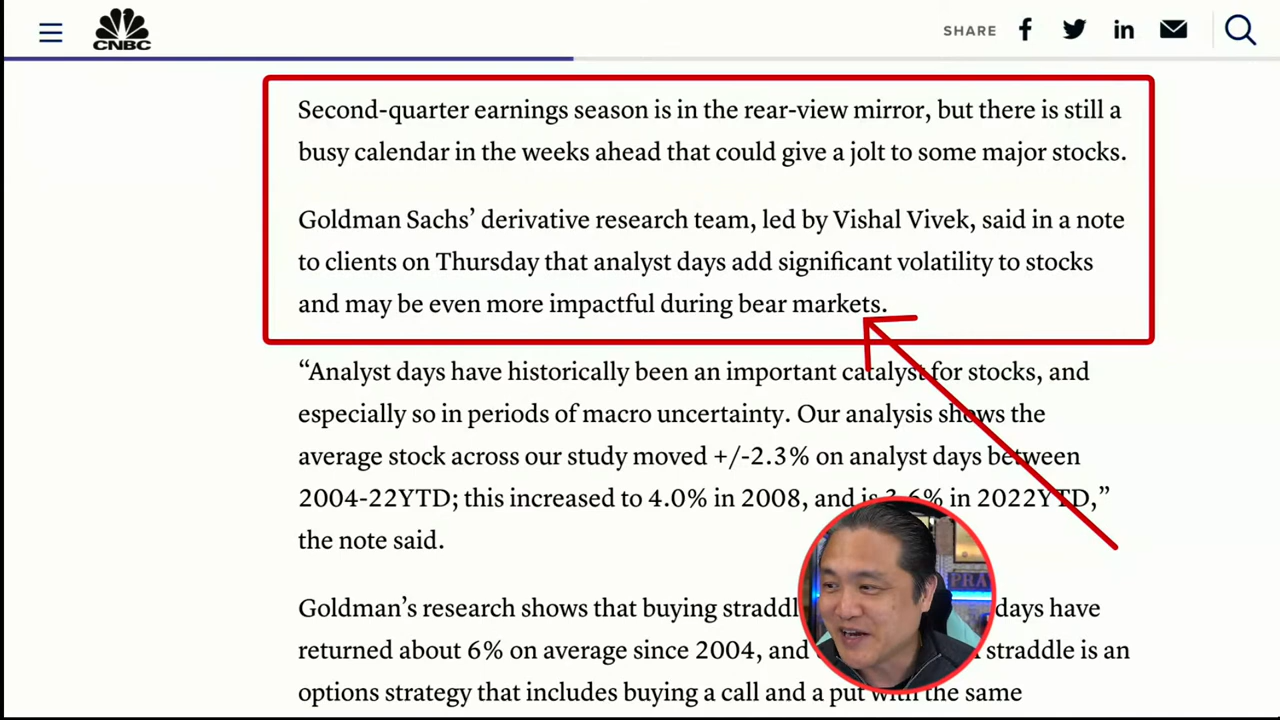 CNBC
SHARE
Second-quarter earnings season is in the rear-view mirror, but there is still a
busy calendar in the weeks ahead that could give a jolt to some major stocks.
Goldman Sachs’ derivative research team, led by Vishal Vivek, said in a note
to clients on Thursday that analyst days add significant volatility to stocks
and may be even more impactful during bear markets.
“Analyst days have historically been an important catalyst for stocks, and
especially so in periods of macro uncertainty. Our analysis shows the
average stock across our study moved +/-2.3% on analyst days between
2004-22YTD; this increased to 4.0% in 2008, and is 3.6% in 2022YTD,”
the note said.
Goldman’s research shows that buying straddl days have
returned about 6% on average since 2004, and straddle is an
options strategy that includes buying a call and a put with the same
PRA